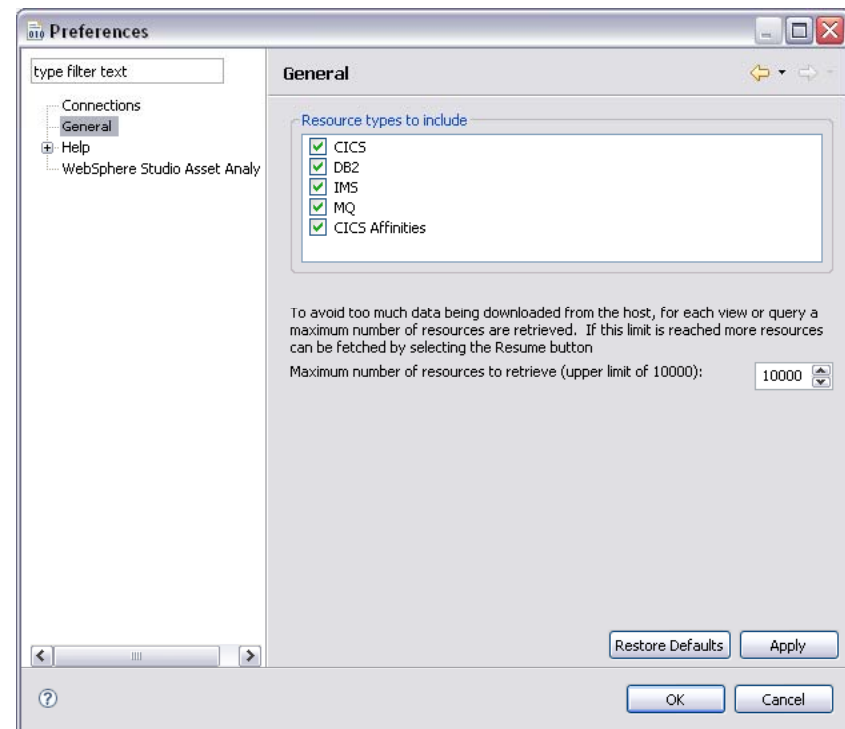 Preferences
type filter text
Connections
General
Help
WebSphere Studio Asset Analy
General
Resource types to include
CICS
DB2
IMS
MQ
CICS Affinities
To avoid too much data being downloaded from the host, for each view or query a
maximum number of resources are retrieved. If this limit is reached more resources
can be fetched by selecting the Resume button
Maximum number of resources to retrieve (upper limit of 10000):
10000
Restore Defaults
Apply
OK
Cancel